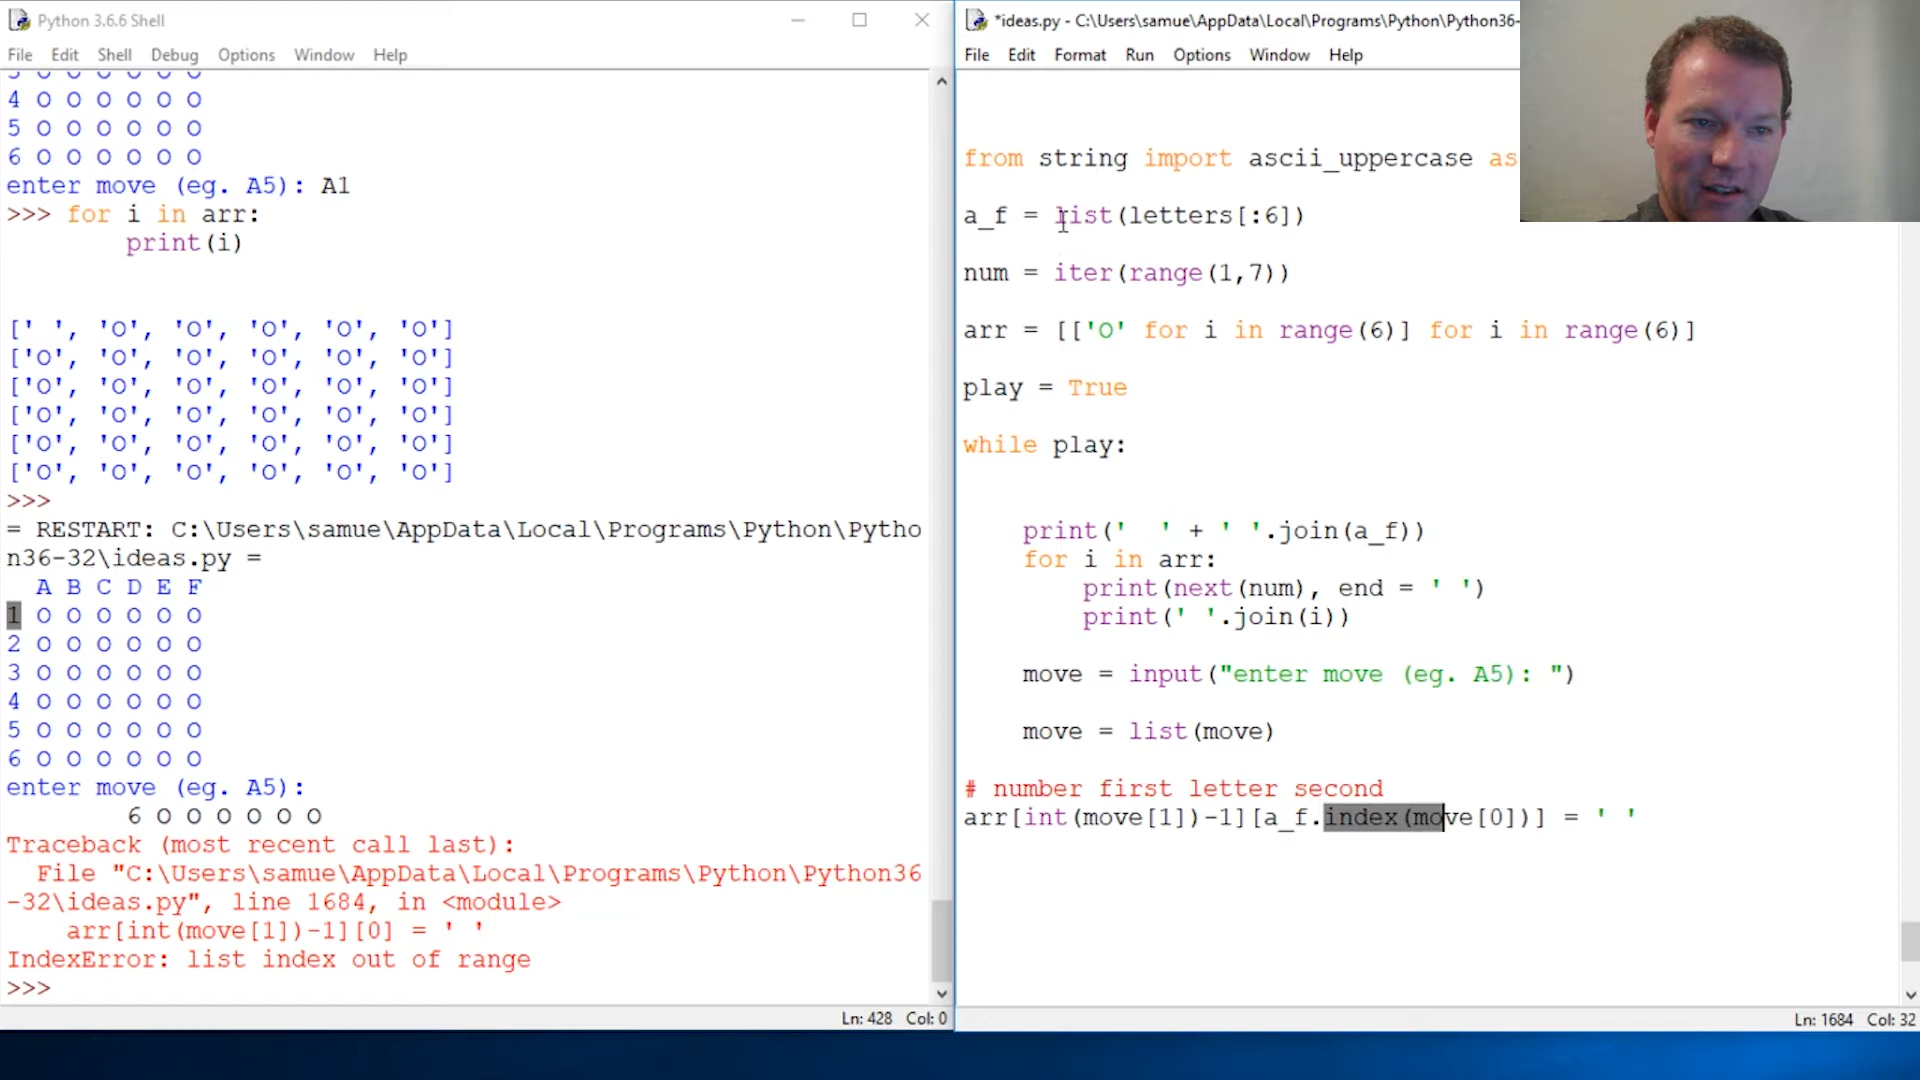 Python 3.6.6 Shell
File Edit Shell Debug Options Window Help
4 O O O O O O
5 O O O O O O
6 O O O O O O
enter move (eg. A5): A1
>>> for i in arr:
print(i)
[' ', 'O', 'O', 'O', 'O', 'O']
['O', 'O', 'O', 'O', 'O', 'O']
['O', 'O', 'O', 'O', 'O', 'O']
['O', 'O', 'O', 'O', 'O', 'O']
['O', 'O', 'O', 'O', 'O', 'O']
['O', 'O', 'O', 'O', 'O', 'O']
>>>
= RESTART: C:\Users\samue\AppData\Local\Programs\Python\Pytho
n36-32\ideas.py =
A B C D E F
1 O O O O O O
2 O O O O O O
3 O O O O O O
4 O O O O O O
5 O O O O O O
6 O O O O O O
enter move (eg. A5):
6 O O O O O O
Traceback (most recent call last):
File "C:\Users\samue\AppData\Local\Programs\Python\Python36
-32\ideas.py", line 1684, in <module>
arr[int(move[1])-1][0] = ' '
IndexError: list index out of range
>>>
Ln: 428 Col: 0
*ideas.py - C:\Users\samue\AppData\Local\Programs\Python\Python36-
File Edit Format Run Options Window Help
from string import ascii_uppercase as
a_f = list(letters[:6])
num = iter(range(1,7))
arr = [['O' for i in range(6)] for i in range(6)]
play = True
while play:
print('  ' + ' '.join(a_f))
for i in arr:
print(next(num), end = ' ')
print(' '.join(i))
move = input("enter move (eg. A5): ")
move = list(move)
# number first letter second
arr[int(move[1])-1][a_f.index(move[0])] = ' '
Ln: 1684 Col: 32